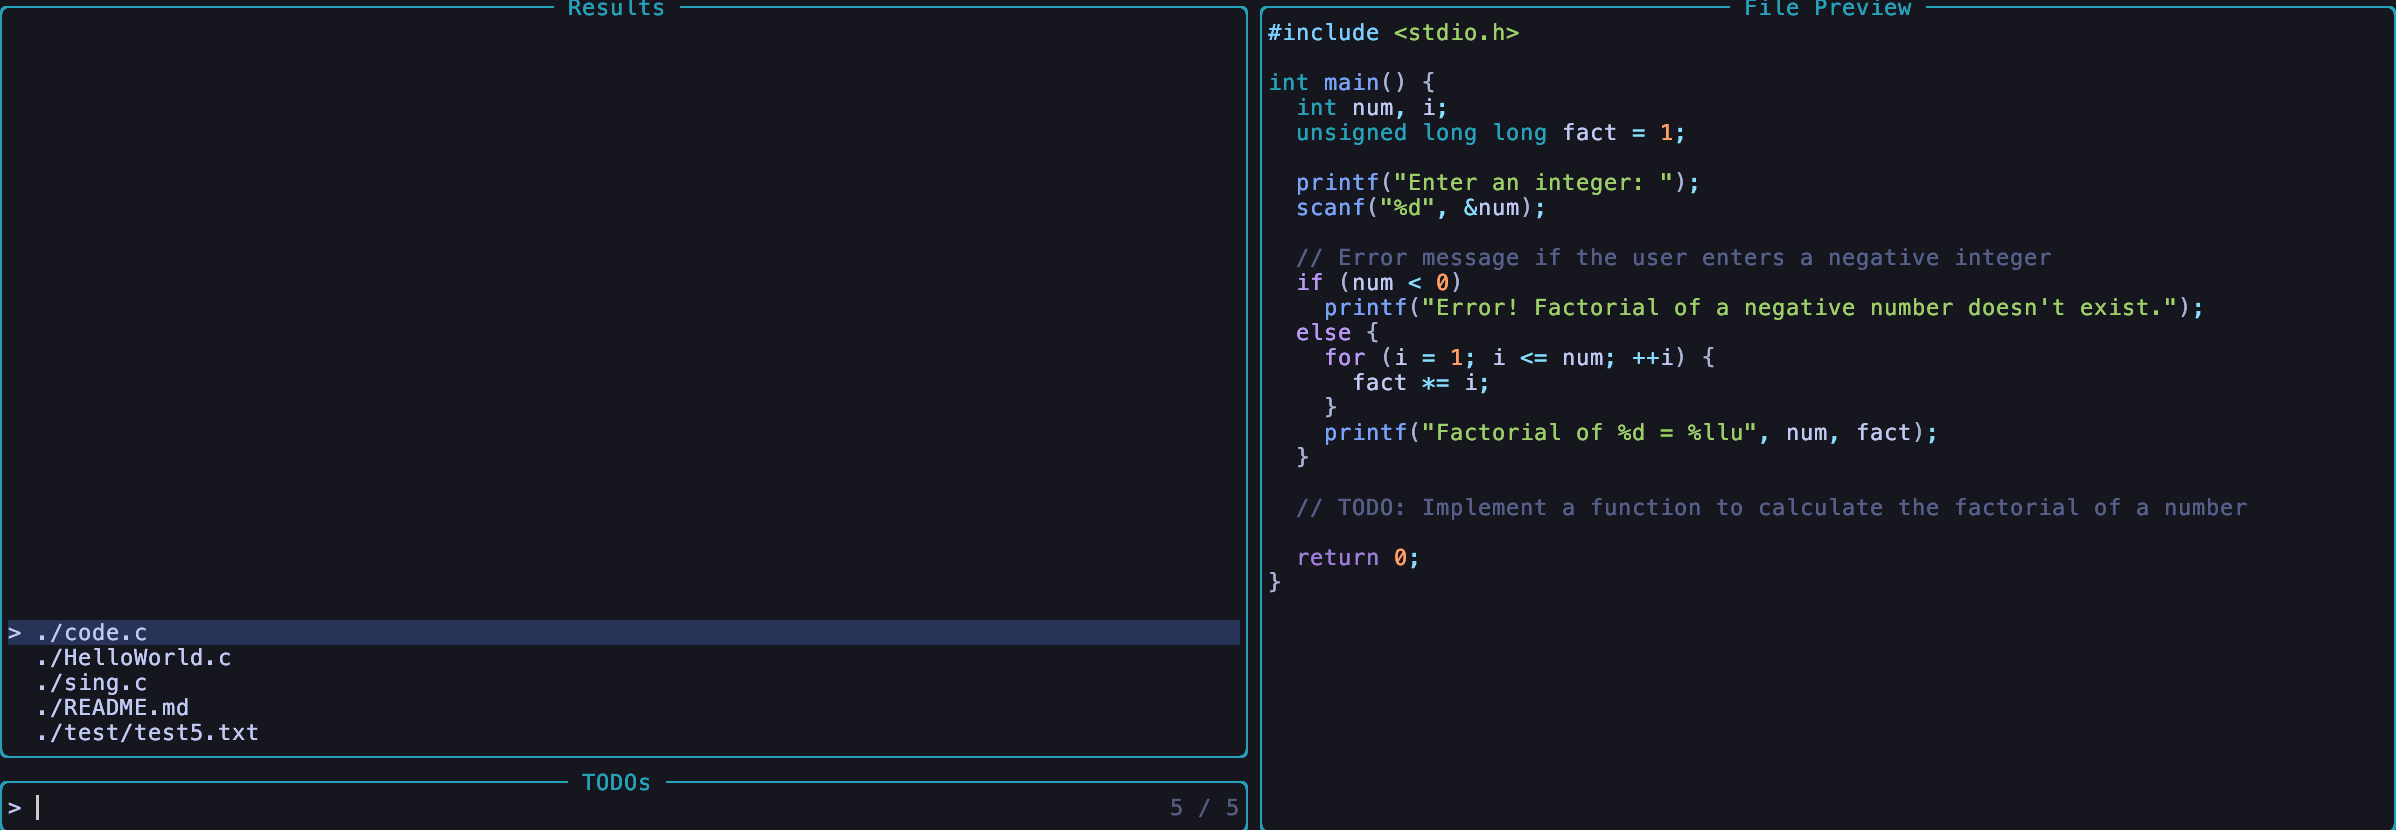 Results
> ./code.c
./HelloWorld.c
./sing.c
./README.md
./test/test5.txt
TODOs
>
5 / 5
File Preview
#include <stdio.h>

int main() {
  int num, i;
  unsigned long long fact = 1;

  printf("Enter an integer: ");
  scanf("%d", &num);

  // Error message if the user enters a negative integer
  if (num < 0)
    printf("Error! Factorial of a negative number doesn't exist.");
  else {
    for (i = 1; i <= num; ++i) {
      fact *= i;
    }
    printf("Factorial of %d = %llu", num, fact);
  }

  // TODO: Implement a function to calculate the factorial of a number

  return 0;
}